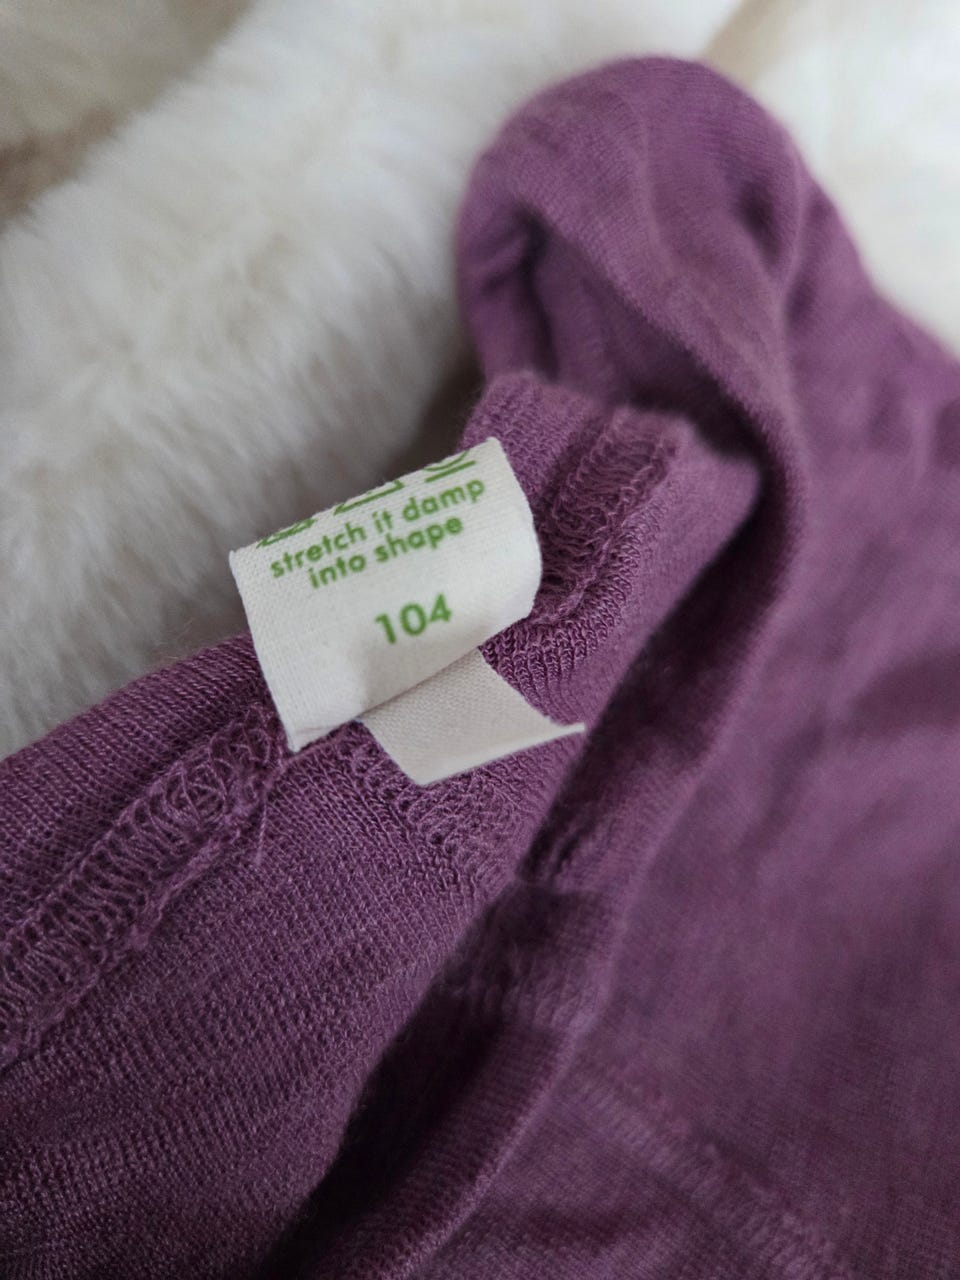 stretch it damp
into shape
104